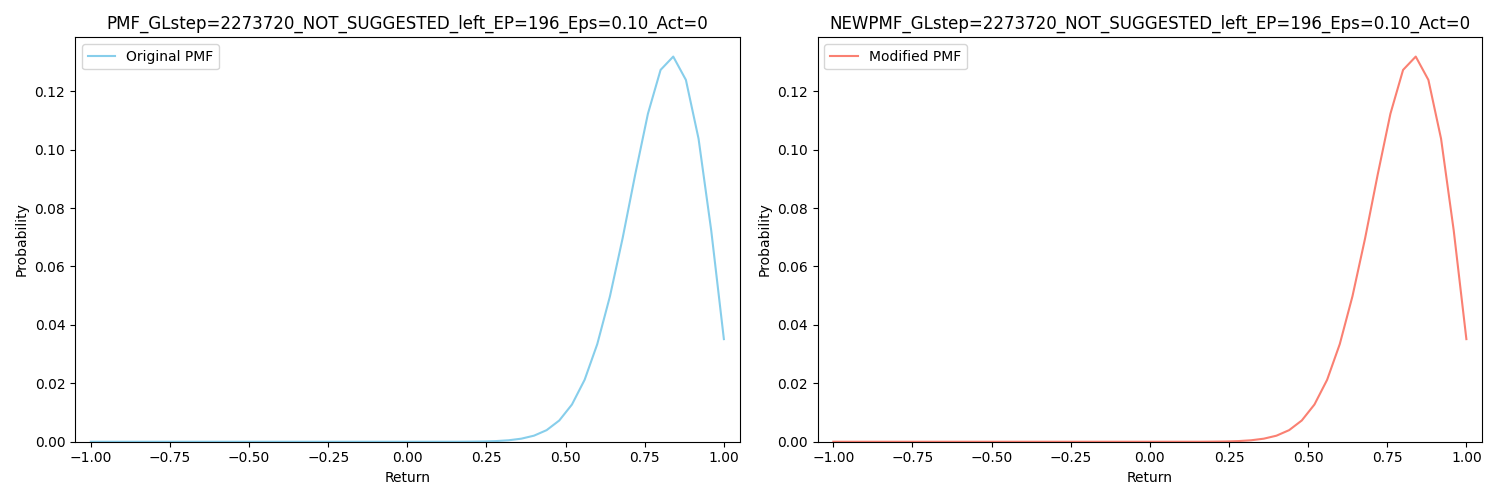 PMF_GLstep=2273720_NOT_SUGGESTED_left_EP=196_Eps=0.10_Act=0
Original PMF
Probability
0.12
0.10
0.08
0.06
0.04
0.02
0.00
−1.00 −0.75 −0.50 −0.25 0.00 0.25 0.50 0.75 1.00
Return
NEWPMF_GLstep=2273720_NOT_SUGGESTED_left_EP=196_Eps=0.10_Act=0
Modified PMF
Probability
0.12
0.10
0.08
0.06
0.04
0.02
0.00
−1.00 −0.75 −0.50 −0.25 0.00 0.25 0.50 0.75 1.00
Return